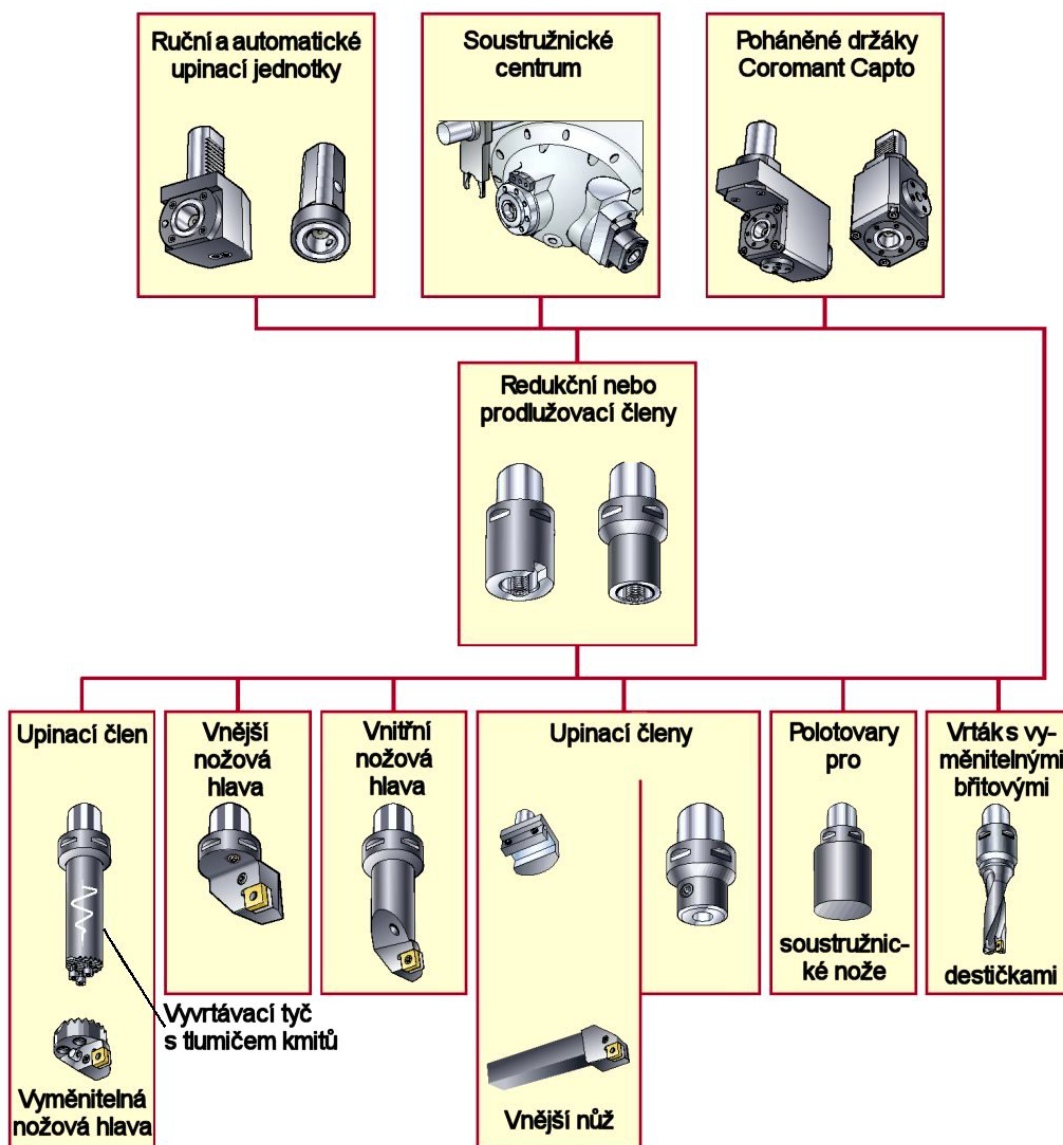 Ruční a automatické
upinací jednotky
Soustružnické
centrum
Poháněné držáky
Coromant Capto
Redukční nebo
prodlužovací členy
Upinací člen
Vyvrtávací tyč
s tlumičem kmitů
Vyměnitelná
nožová hlava
Vnější
nožová
hlava
Vnitřní
nožová
hlava
Upinací členy
Vnější nůž
Polotovary
pro
soustružnic-
ké nože
Vrták s vy-
měnitelnými
břitovými
destičkami